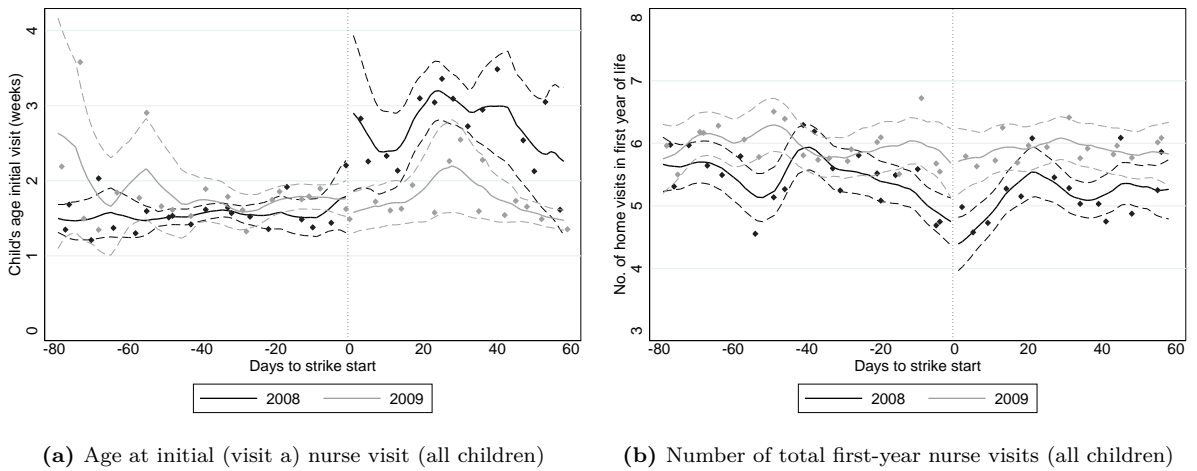 Child's age initial visit (weeks)
4
3
2
1
0
-80 -60 -40 -20 0 20 40 60
Days to strike start
2008 2009
(a) Age at initial (visit a) nurse visit (all children)
No. of home visits in first year of life
8
7
6
5
4
3
-80 -60 -40 -20 0 20 40 60
Days to strike start
2008 2009
(b) Number of total first-year nurse visits (all children)